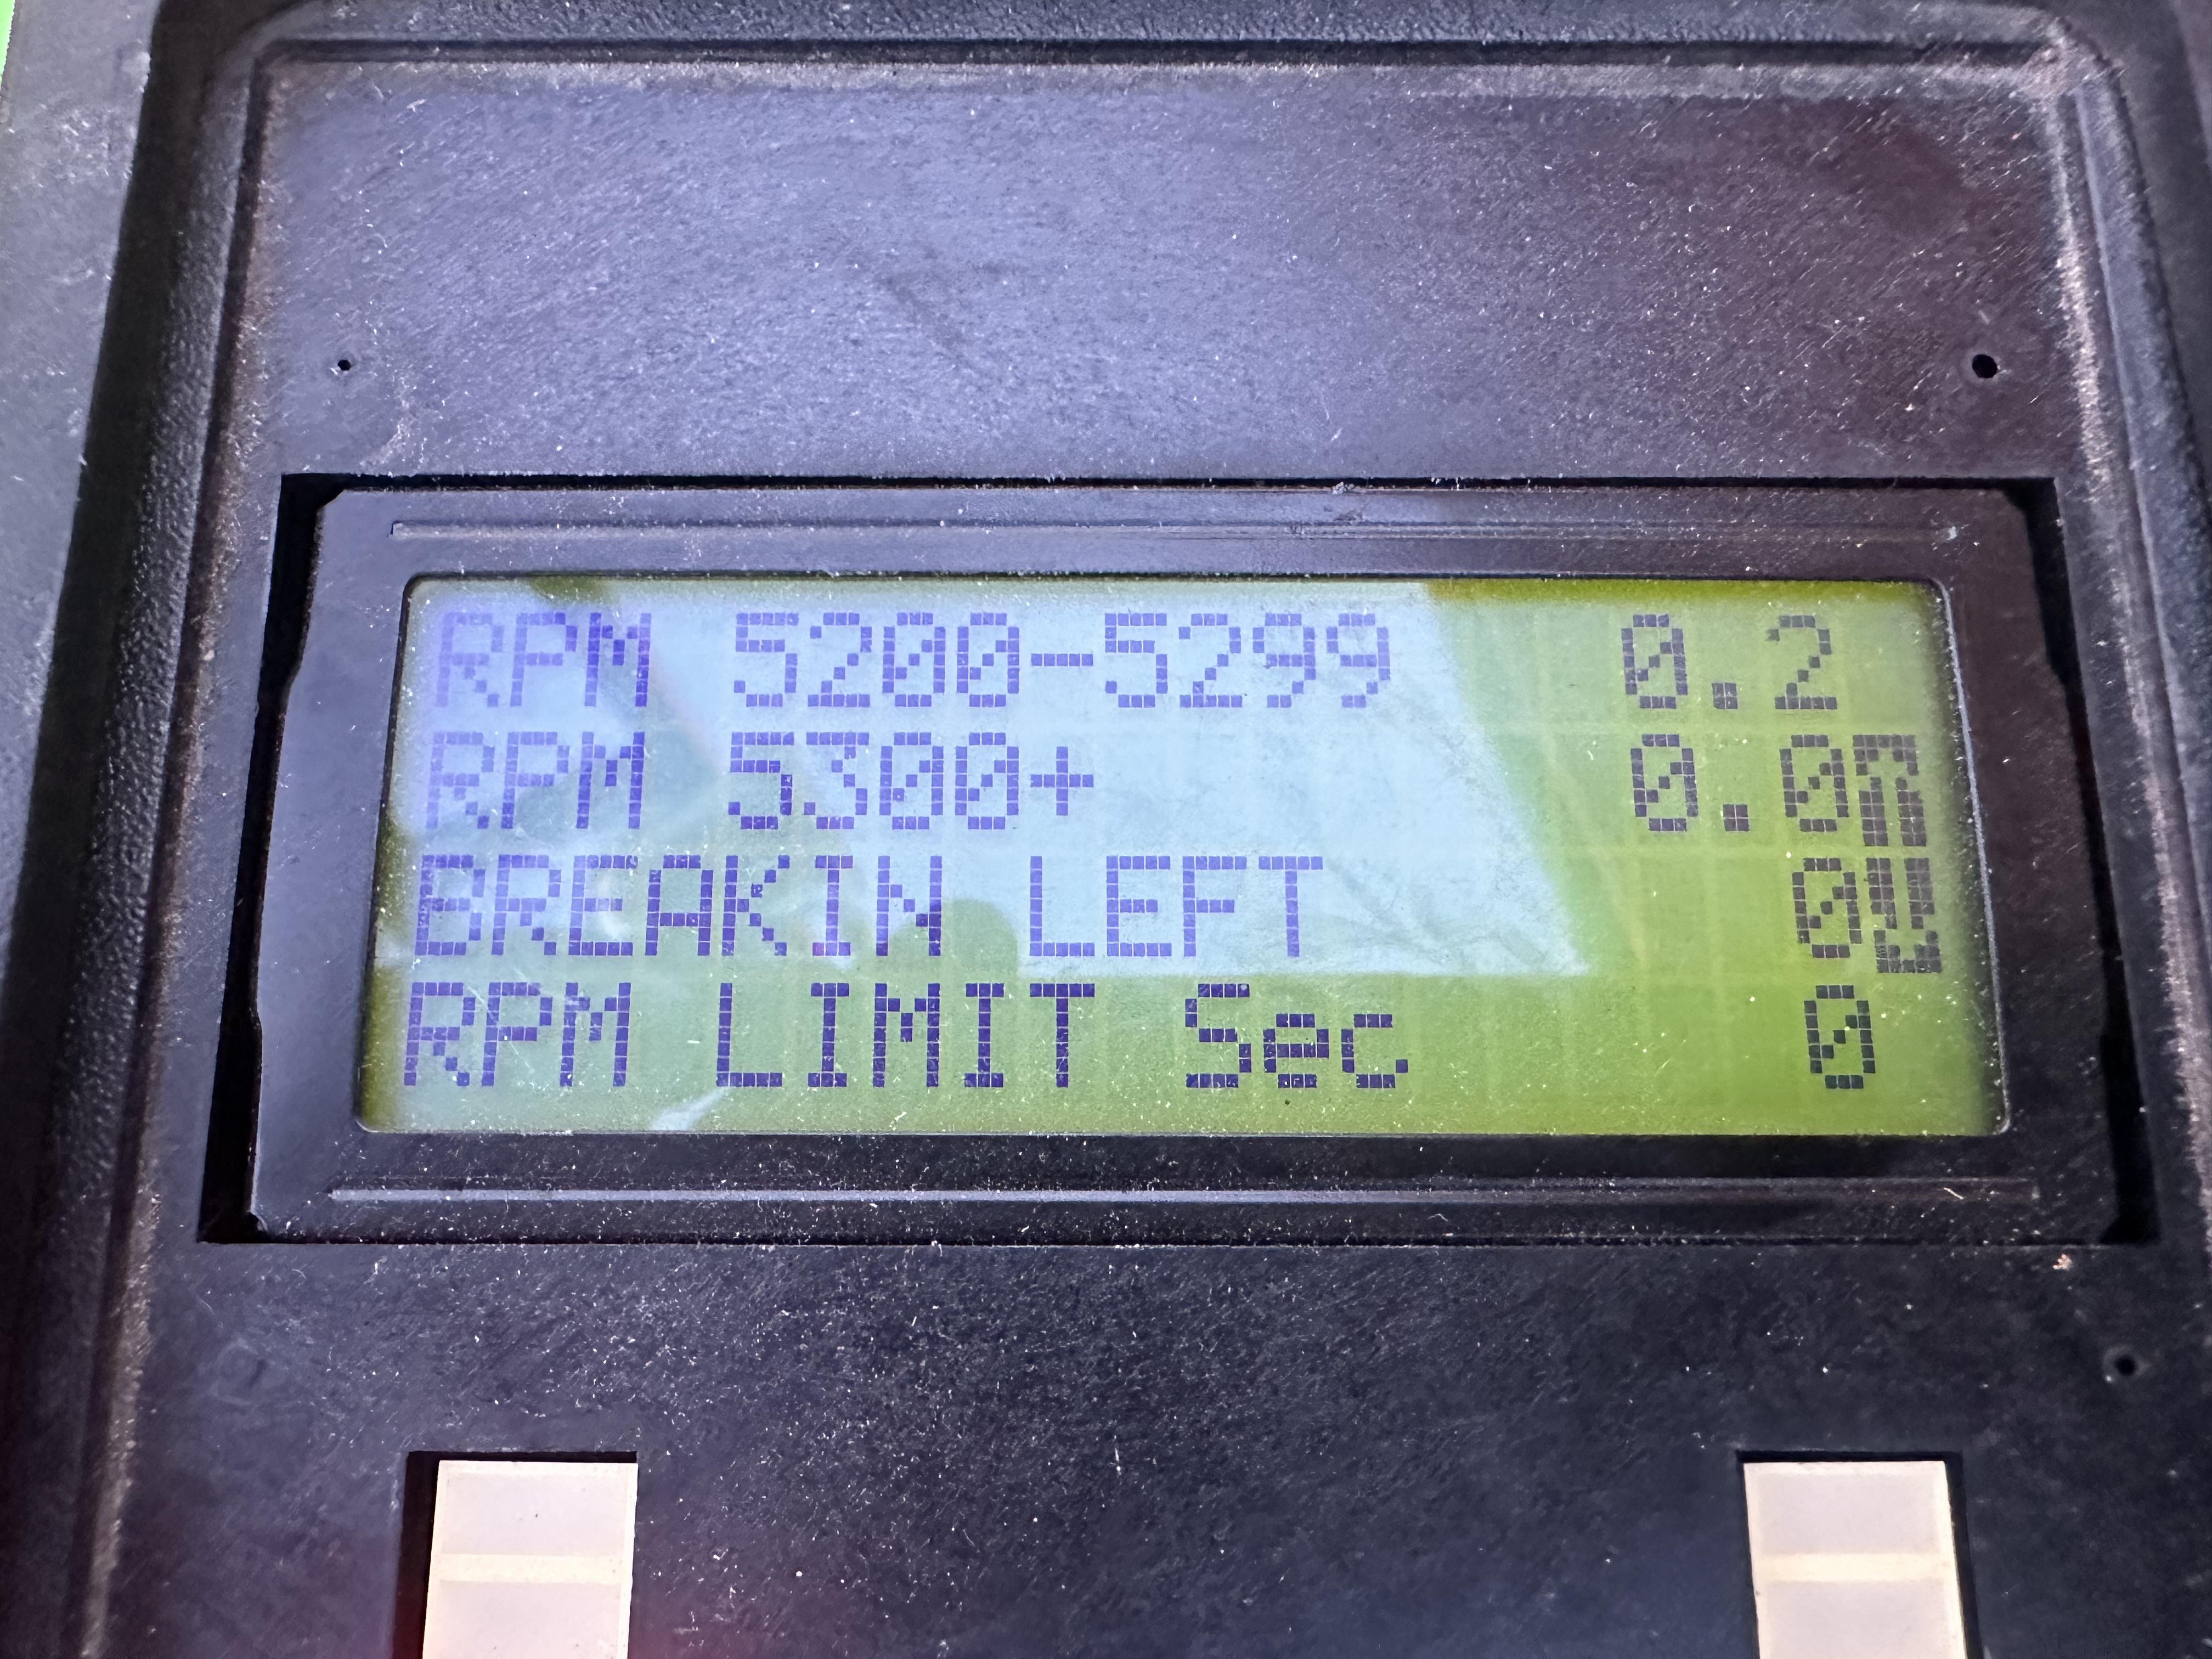 RPM 5200-5299 0.2
RPM 5300+ 0.0
BREAKIN LEFT 0
RPM LIMIT Sec 0